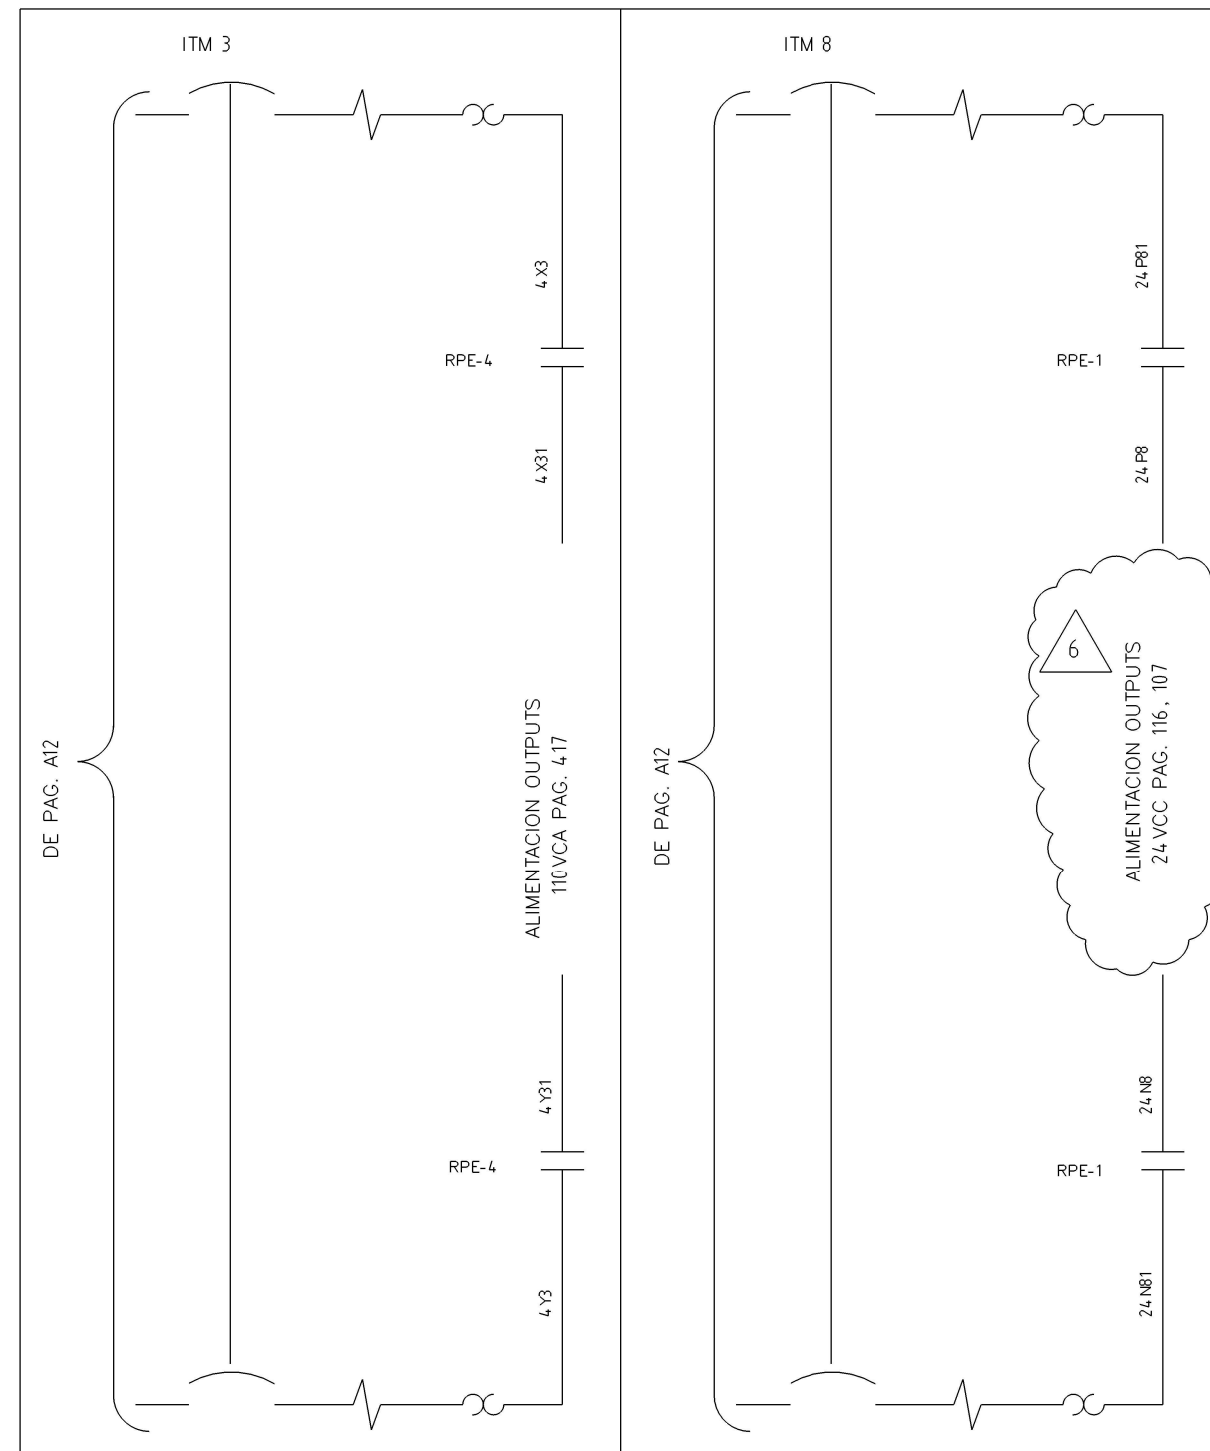 ITM 3
4X3
RPE-4
4X31
DE PAG. A12
ALIMENTACION OUTPUTS
110VCA PAG. 417
4Y31
RPE-4
4Y3
ITM 8
24P81
RPE-1
24P8
6
DE PAG. A12
ALIMENTACION OUTPUTS
24VCC PAG. 116, 107
24N8
RPE-1
24N81